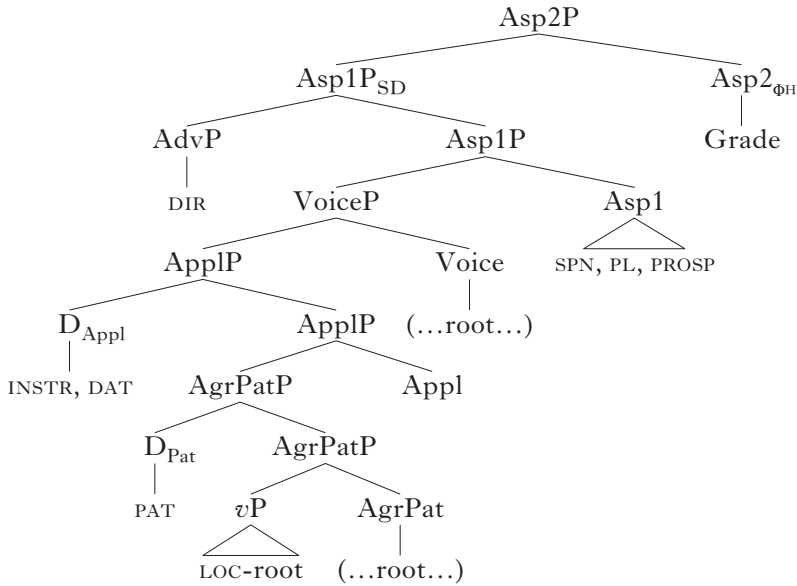 Asp2P
Asp1P_SD Asp2_ΦH
AdvP Asp1P Grade
DIR VoiceP Asp1
ApplP Voice SPN, PL, PROSP
D_Appl ApplP (…root…)
INSTR, DAT AgrPatP Appl
D_Pat AgrPatP
PAT vP AgrPat
LOC-root (…root…)